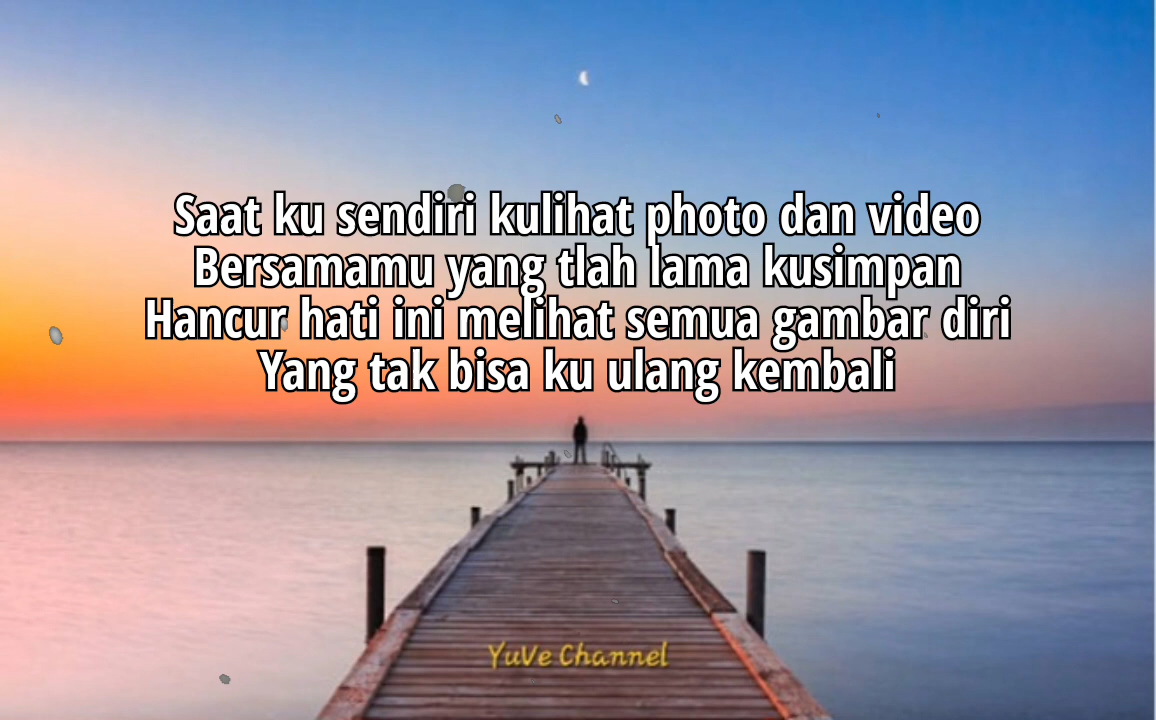 Saat ku sendiri kulihat photo dan video
Bersamamu yang tlah lama kusimpan
Hancur hati ini melihat semua gambar diri
Yang tak bisa ku ulang kembali
YuVe Channel